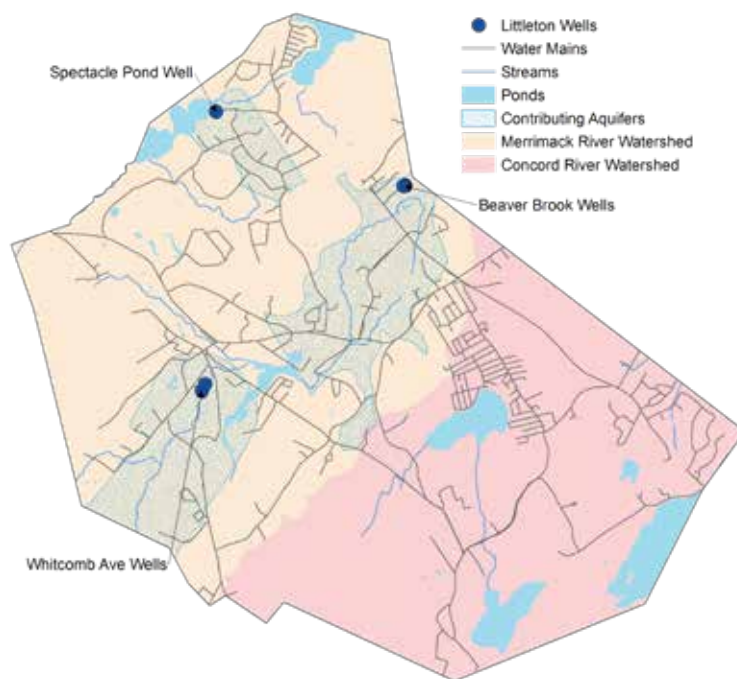 Littleton Wells
Water Mains
Streams
Ponds
Contributing Aquifers
Merrimack River Watershed
Concord River Watershed
Spectacle Pond Well
Beaver Brook Wells
Whitcomb Ave Wells